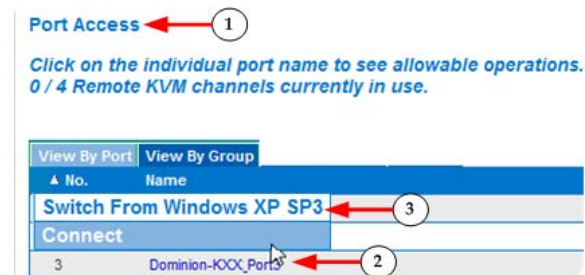 Port Access
1
Click on the individual port name to see allowable operations.
0 / 4 Remote KVM channels currently in use.
View By Port View By Group
▲ No. Name
Switch From Windows XP SP3
3
Connect
3 Dominion-KXX_Port3
2